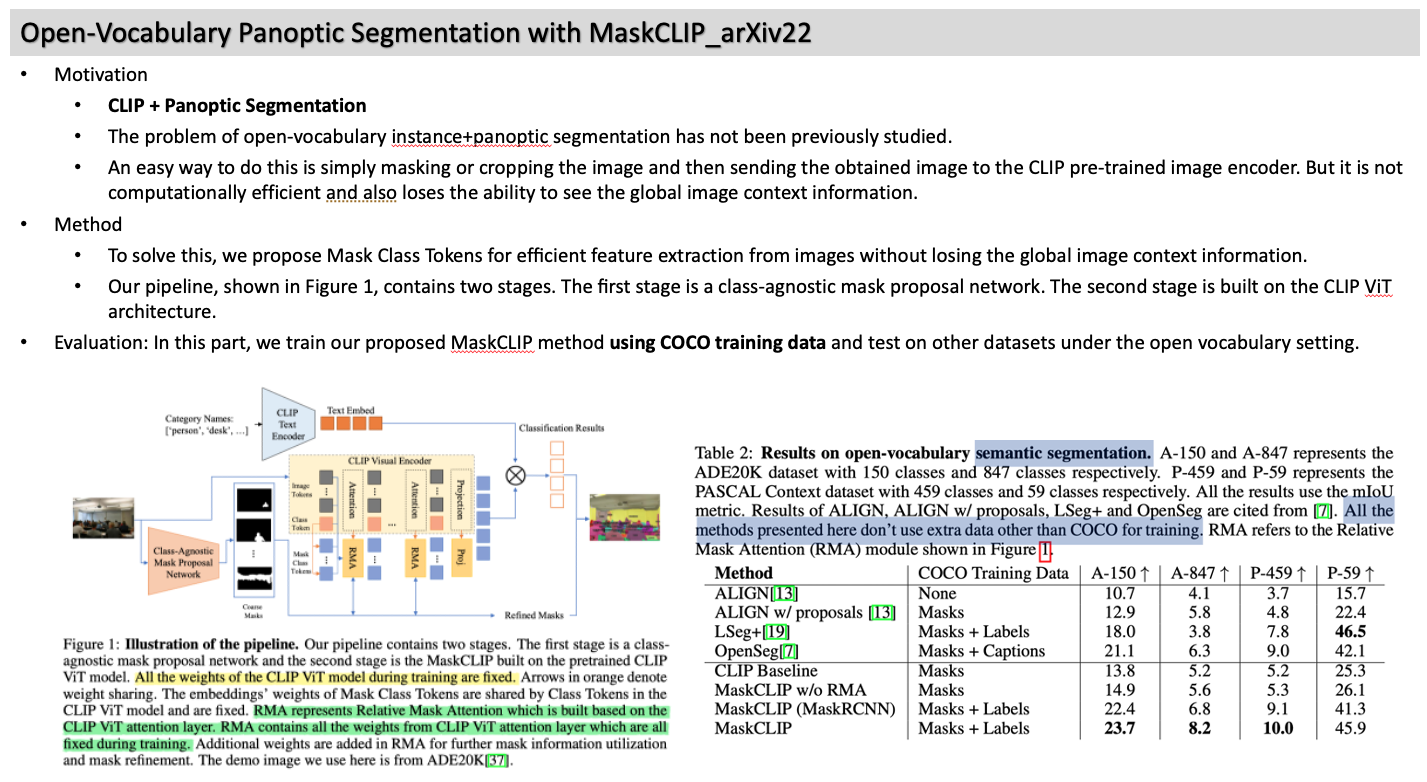 Open-Vocabulary Panoptic Segmentation with MaskCLIP_arXiv22
• Motivation
• CLIP + Panoptic Segmentation
• The problem of open-vocabulary instance+panoptic segmentation has not been previously studied.
• An easy way to do this is simply masking or cropping the image and then sending the obtained image to the CLIP pre-trained image encoder. But it is not
computationally efficient and also loses the ability to see the global image context information.
• Method
• To solve this, we propose Mask Class Tokens for efficient feature extraction from images without losing the global image context information.
• Our pipeline, shown in Figure 1, contains two stages. The first stage is a class-agnostic mask proposal network. The second stage is built on the CLIP ViT
architecture.
• Evaluation: In this part, we train our proposed MaskCLIP method using COCO training data and test on other datasets under the open vocabulary setting.
Category Names:
['person', 'desk', ...]
CLIP
Text
Encoder
Text Embed
Classification Results
CLIP Visual Encoder
Image
Tokens
Class
Token
Mask
Class
Tokens
Attention
Attention
Projection
...
RMA
RMA
Proj
Class-Agnostic
Mask Proposal
Network
Coarse
Masks
Refined Masks
Figure 1: Illustration of the pipeline. Our pipeline contains two stages. The first stage is a class-
agnostic mask proposal network and the second stage is the MaskCLIP built on the pretrained CLIP
ViT model. All the weights of the CLIP ViT model during training are fixed. Arrows in orange denote
weight sharing. The embeddings' weights of Mask Class Tokens are shared by Class Tokens in the
CLIP ViT model and are fixed. RMA represents Relative Mask Attention which is built based on the
CLIP ViT attention layer. RMA contains all the weights from CLIP ViT attention layer which are all
fixed during training. Additional weights are added in RMA for further mask information utilization
and mask refinement. The demo image we use here is from ADE20K[37].
Table 2: Results on open-vocabulary semantic segmentation. A-150 and A-847 represents the
ADE20K dataset with 150 classes and 847 classes respectively. P-459 and P-59 represents the
PASCAL Context dataset with 459 classes and 59 classes respectively. All the results use the mIoU
metric. Results of ALIGN, ALIGN w/ proposals, LSeg+ and OpenSeg are cited from [7]. All the
methods presented here don't use extra data other than COCO for training. RMA refers to the Relative
Mask Attention (RMA) module shown in Figure 1.
Method COCO Training Data A-150 ↑ A-847 ↑ P-459 ↑ P-59 ↑
ALIGN[13] None 10.7 4.1 3.7 15.7
ALIGN w/ proposals [13] Masks 12.9 5.8 4.8 22.4
LSeg+[19] Masks + Labels 18.0 3.8 7.8 46.5
OpenSeg[7] Masks + Captions 21.1 6.3 9.0 42.1
CLIP Baseline Masks 13.8 5.2 5.2 25.3
MaskCLIP w/o RMA Masks 14.9 5.6 5.3 26.1
MaskCLIP (MaskRCNN) Masks + Labels 22.4 6.8 9.1 41.3
MaskCLIP Masks + Labels 23.7 8.2 10.0 45.9